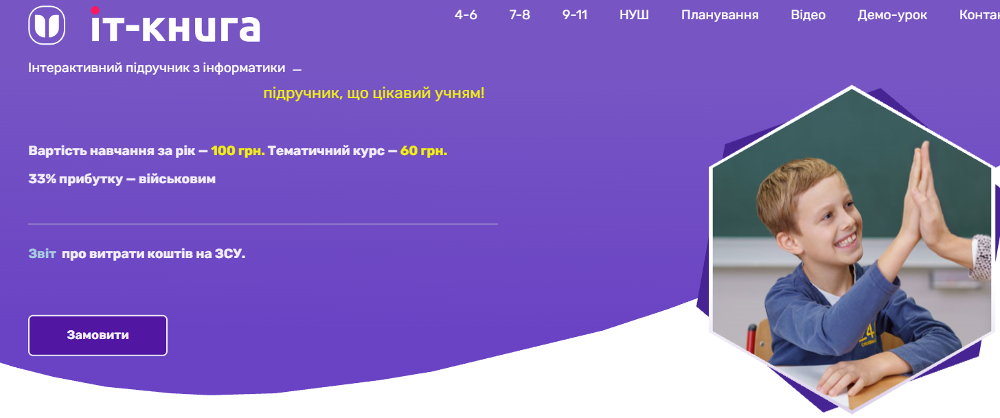 іт-книга
4-6 7-8 9-11 НУШ Планування Відео Демо-урок
Інтерактивний підручник з інформатики —
підручник, що цікавий учням!
Вартість навчання за рік — 100 грн. Тематичний курс — 60 грн.
33% прибутку — військовим
Звіт про витрати коштів на ЗСУ.
Замовити
24